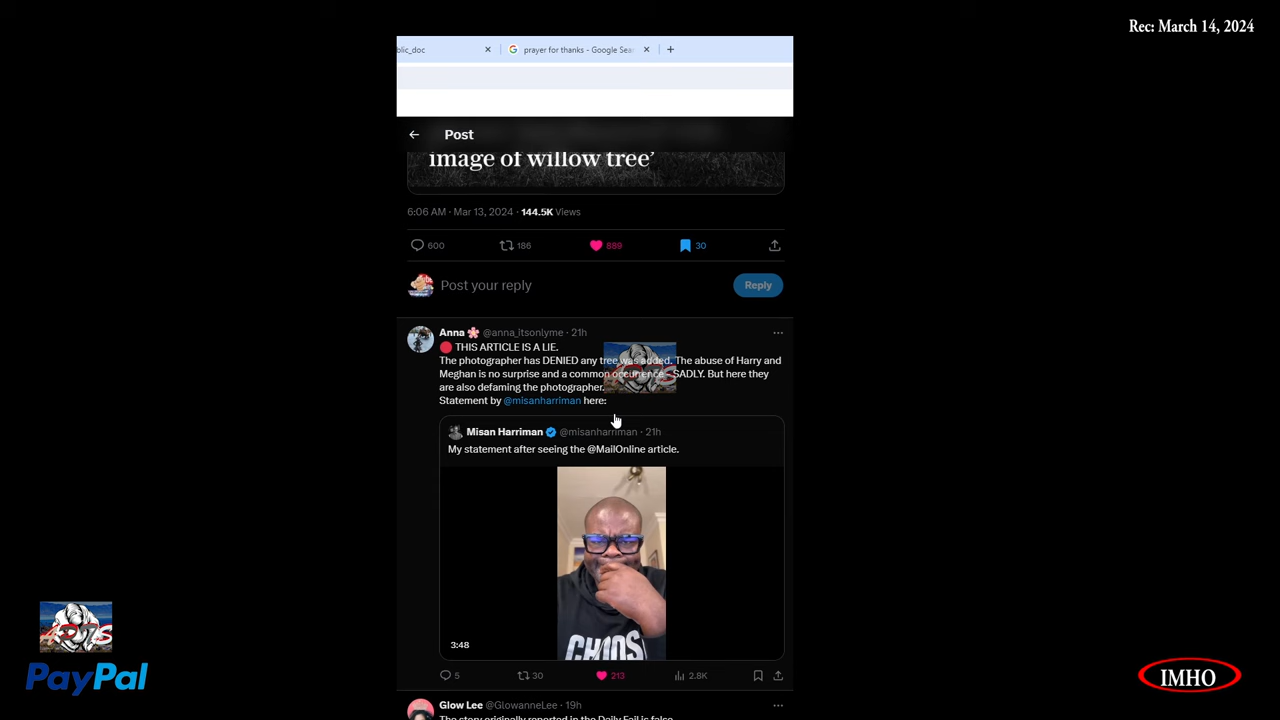 Rec: March 14, 2024
blic_doc
prayer for thanks - Google Sea
Post
image of willow tree’
6:06 AM · Mar 13, 2024 · 144.5K Views
600 186 889 30
Post your reply
Reply
Anna 🌸 @anna_itsonlyme · 21h
🔴 THIS ARTICLE IS A LIE.
The photographer has DENIED any tree was added. The abuse of Harry and
Meghan is no surprise and a common occurrence - SADLY. But here they
are also defaming the photographer.
Statement by @misanharriman here:
Misan Harriman @misanharriman · 21h
My statement after seeing the @MailOnline article.
CHAOS
3:48
5 30 213 2.8K
Glow Lee @GlowanneLee · 19h
The story originally reported in the Daily Fail is false
PayPal
IMHO